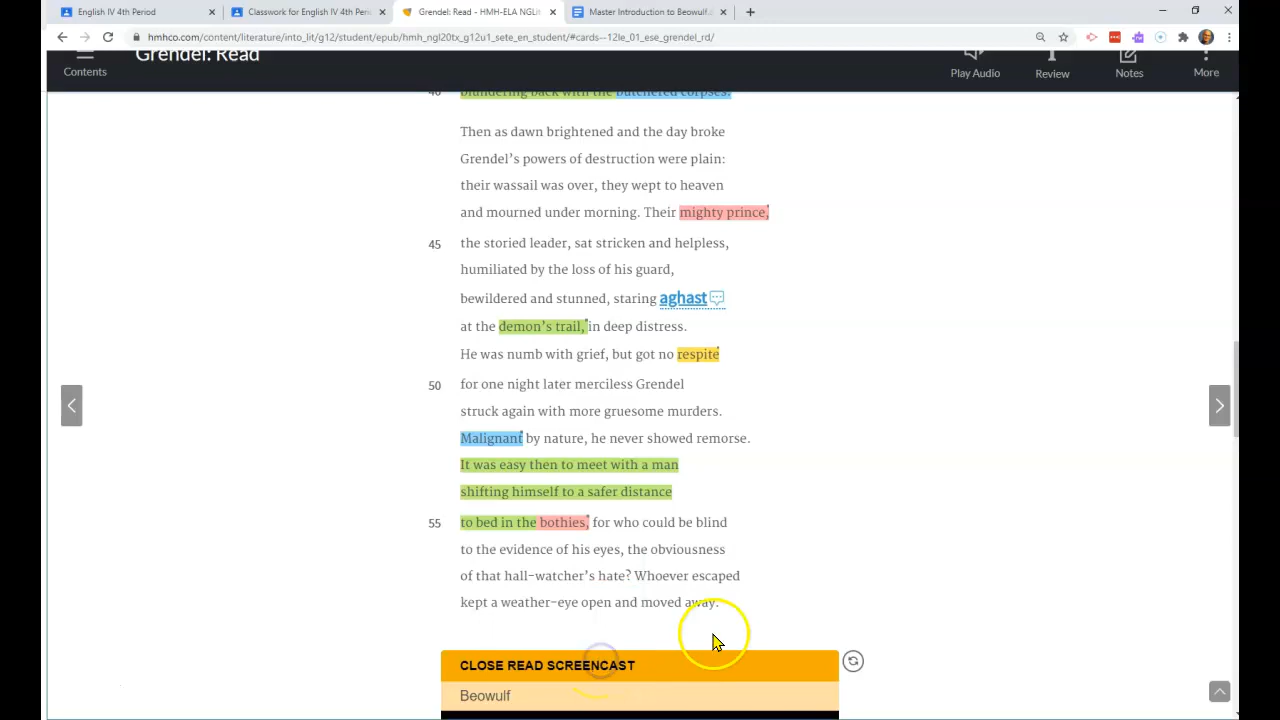 English IV 4th Period
Classwork for English IV 4th Peri
Grendel: Read - HMH-ELA NGLin
Master Introduction to Beowulf.
hmhco.com/content/literature/into_lit/g12/student/epub/hmh_ngl20tx_g12u1_sete_en_student/#cards--12le_01_ese_grendel_rd/
Grendel: Read
Contents
Play Audio
Review
Notes
More
40 blundering back with the butchered corpses.
Then as dawn brightened and the day broke
Grendel's powers of destruction were plain:
their wassail was over, they wept to heaven
and mourned under morning. Their mighty prince,
45 the storied leader, sat stricken and helpless,
humiliated by the loss of his guard,
bewildered and stunned, staring aghast
at the demon's trail, in deep distress.
He was numb with grief, but got no respite
50 for one night later merciless Grendel
struck again with more gruesome murders.
Malignant by nature, he never showed remorse.
It was easy then to meet with a man
shifting himself to a safer distance
55 to bed in the bothies, for who could be blind
to the evidence of his eyes, the obviousness
of that hall-watcher's hate? Whoever escaped
kept a weather-eye open and moved away.
CLOSE READ SCREENCAST
Beowulf